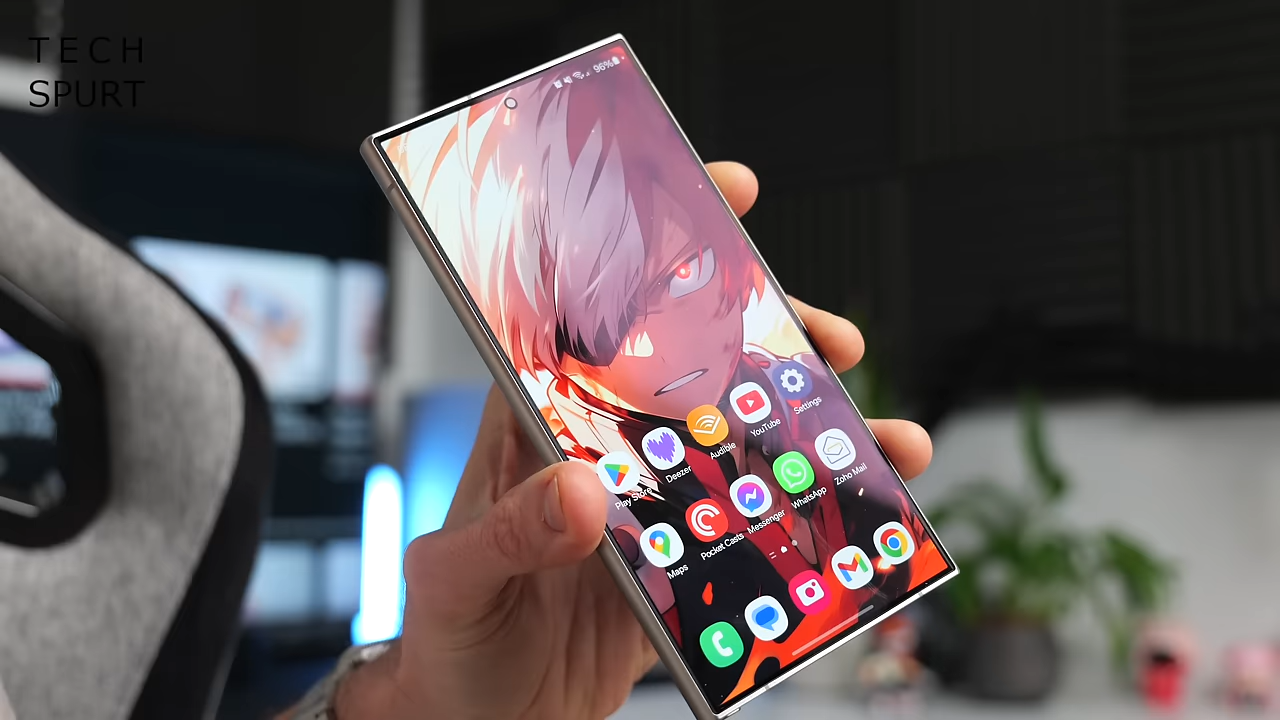 TECH
SPURT
96%
Play Store
Deezer
Audible
YouTube
Settings
Maps
Pocket Casts
Messenger
WhatsApp
Zoho Mail